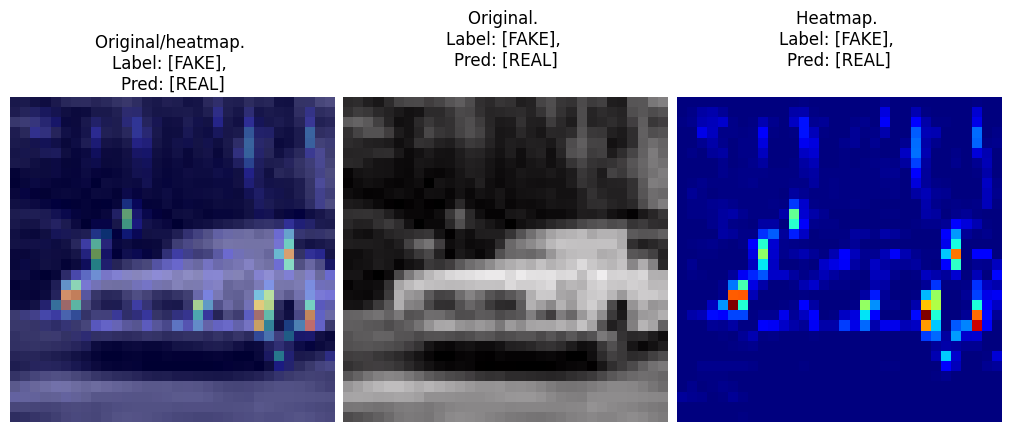 Original/heatmap.
Label: [FAKE],
Pred: [REAL]
Original.
Label: [FAKE],
Pred: [REAL]
Heatmap.
Label: [FAKE],
Pred: [REAL]